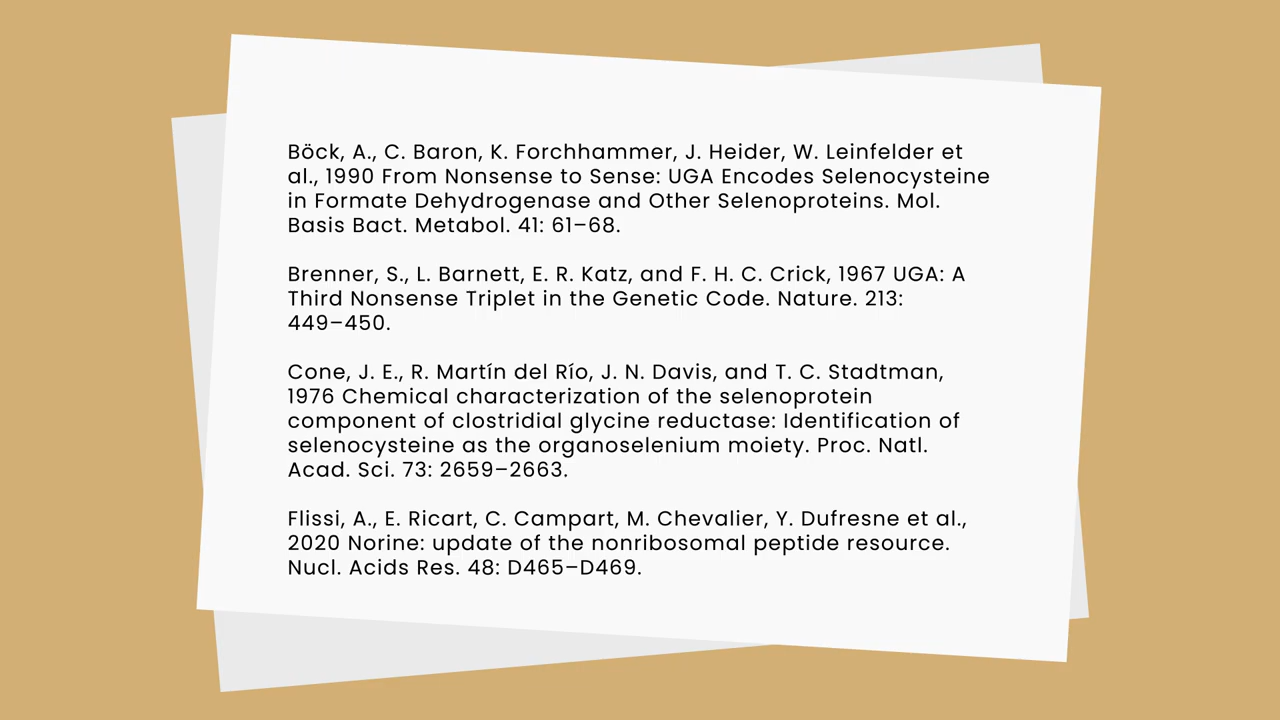 Böck, A., C. Baron, K. Forchhammer, J. Heider, W. Leinfelder et
al., 1990 From Nonsense to Sense: UGA Encodes Selenocysteine
in Formate Dehydrogenase and Other Selenoproteins. Mol.
Basis Bact. Metabol. 41: 61–68.
Brenner, S., L. Barnett, E. R. Katz, and F. H. C. Crick, 1967 UGA: A
Third Nonsense Triplet in the Genetic Code. Nature. 213:
449–450.
Cone, J. E., R. Martín del Río, J. N. Davis, and T. C. Stadtman,
1976 Chemical characterization of the selenoprotein
component of clostridial glycine reductase: Identification of
selenocysteine as the organoselenium moiety. Proc. Natl.
Acad. Sci. 73: 2659–2663.
Flissi, A., E. Ricart, C. Campart, M. Chevalier, Y. Dufresne et al.,
2020 Norine: update of the nonribosomal peptide resource.
Nucl. Acids Res. 48: D465–D469.